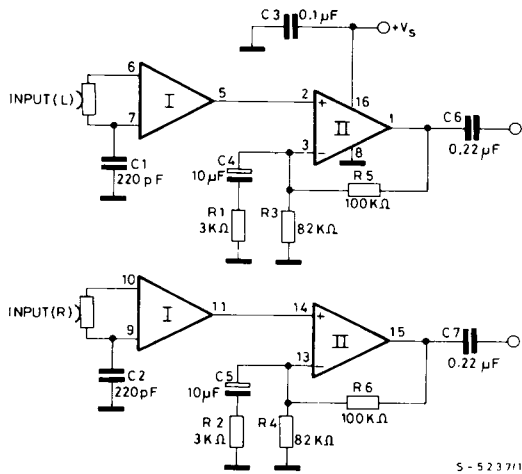 C3 0.1µF
+Vs
6
INPUT(L)
I
5
2
+
16
II
1
C6
0,22µF
7
3
−
8
C1
220pF
C4
10µF
R5
100KΩ
R1
3KΩ
R3
82KΩ
10
INPUT(R)
I
11
14
+
II
15
C7
0.22µF
9
13
−
C2
220pF
C5
10µF
R6
100KΩ
R2
3KΩ
R4
82KΩ
S-5237/1